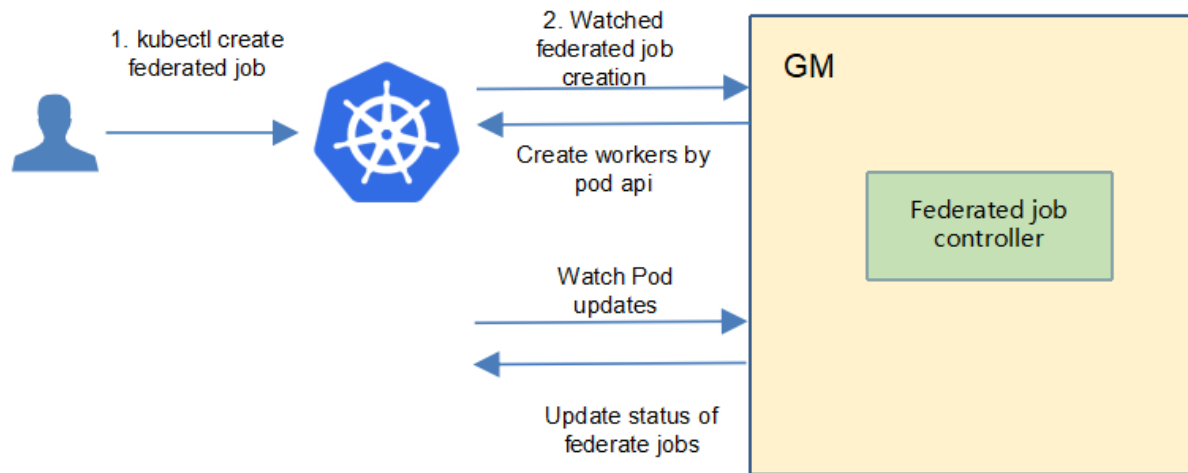 1. kubectl create
federated job
2. Watched
federated job
creation
Create workers by
pod api
Watch Pod
updates
Update status of
federate jobs
GM
Federated job
controller